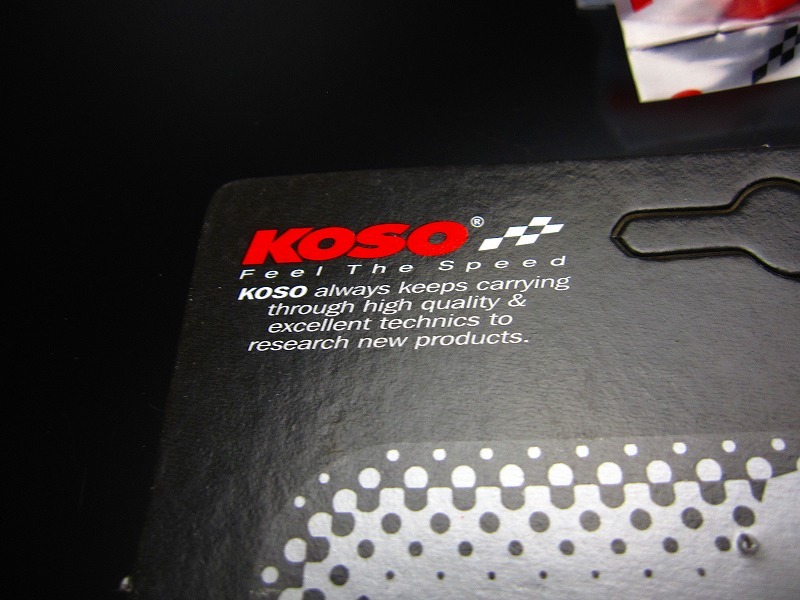 KOSO®
Feel The Speed
KOSO always keeps carrying
through high quality &
excellent technics to
research new products.